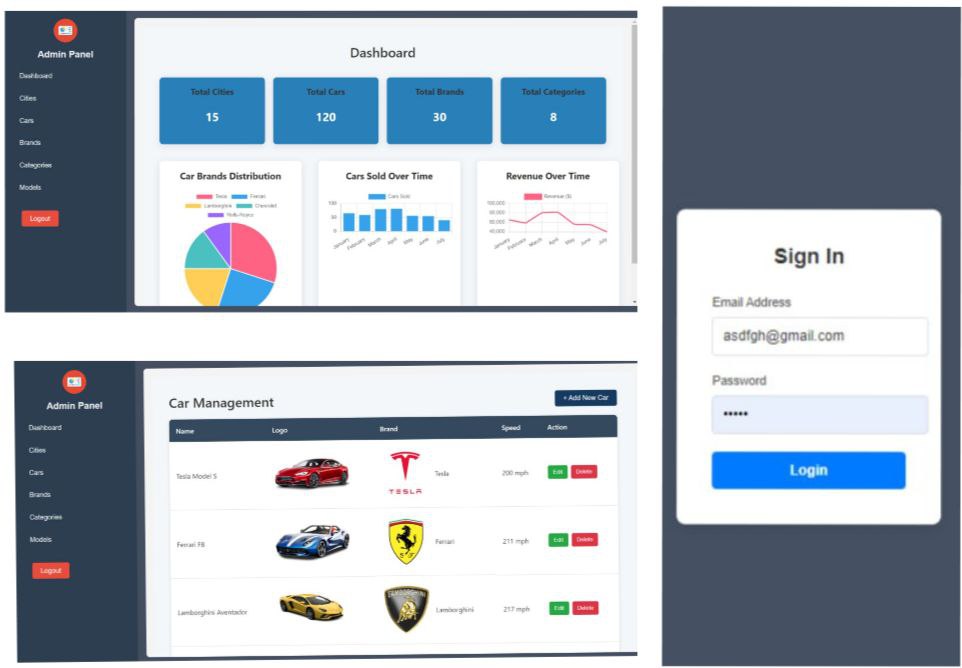 Admin Panel
Dashboard
Cities
Cars
Brands
Categories
Models
Logout
Dashboard
Total Cities
15
Total Cars
120
Total Brands
30
Total Categories
8
Car Brands Distribution
Tesla Ferrari
Lamborghini Chevrolet
Rolls-Royce
Cars Sold Over Time
Cars Sold
100
50
0
January February March April May June July
Revenue Over Time
Revenue ($)
100,000
80,000
60,000
40,000
January February March April May June July
Admin Panel
Dashboard
Cities
Cars
Brands
Categories
Models
Logout
Car Management
+ Add New Car
Name Logo Brand Speed Action
Tesla Model S TESLA Tesla 200 mph Edit Delete
Ferrari F8 Ferrari 211 mph Edit Delete
Lamborghini Aventador LAMBORGHINI Lamborghini 217 mph Edit Delete
Sign In
Email Address
asdfgh@gmail.com
Password
•••••
Login